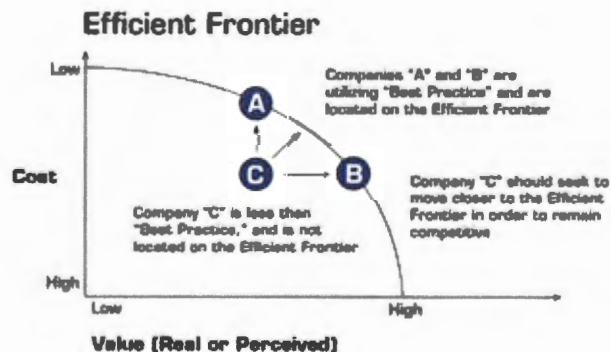 Efficient Frontier
Low
Companies "A" and "B" are
utilizing "Best Practice" and are
located on the Efficient Frontier
A
Cost
C
B
Company "C" should seek to
move closer to the Efficient
Frontier in order to remain
competitive
Company "C" is less than
"Best Practice," and is not
located on the Efficient Frontier
High
Low
High
Value (Real or Perceived)